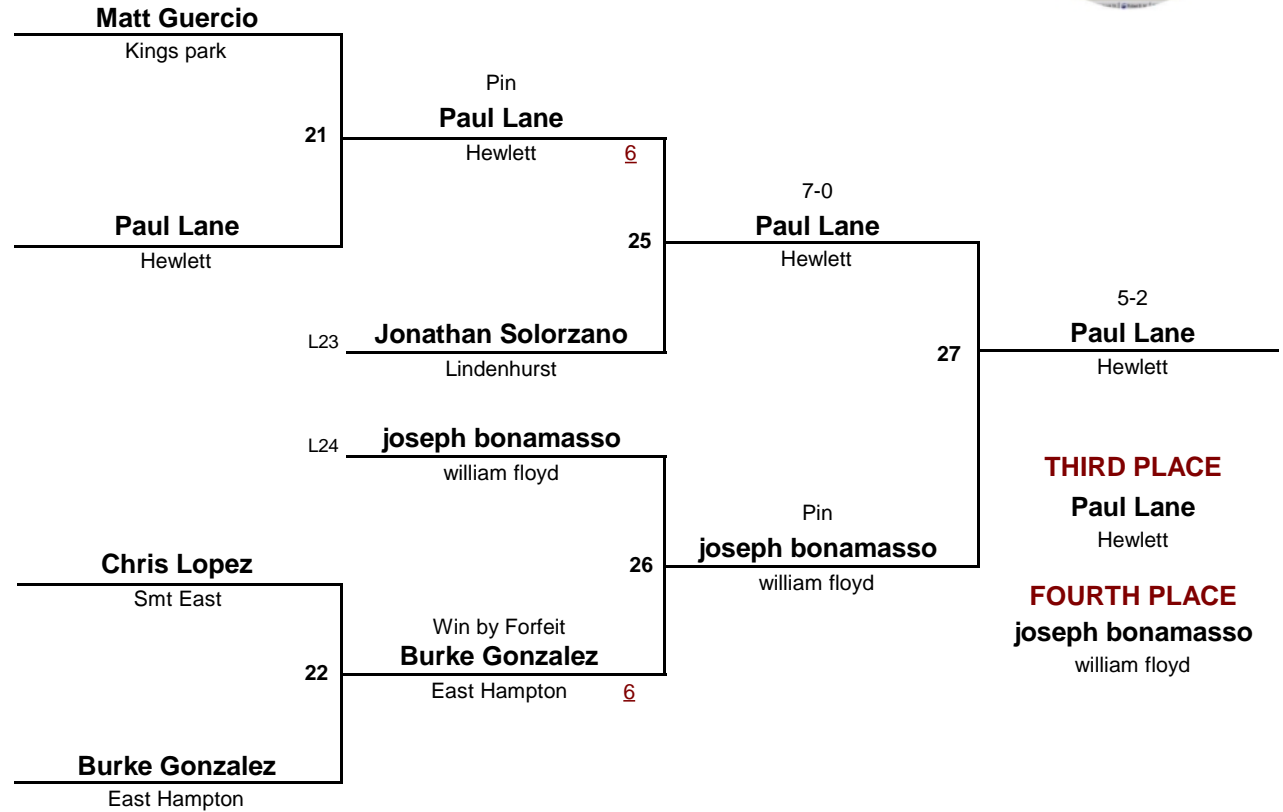 Matt Guercio
Kings park
Pin
21
Paul Lane
Hewlett 6
7-0
Paul Lane
Hewlett
25
Paul Lane
Hewlett
5-2
L23 Jonathan Solorzano
Lindenhurst
27
Paul Lane
Hewlett
L24 joseph bonamasso
william floyd
THIRD PLACE
Paul Lane
Hewlett
Pin
joseph bonamasso
william floyd
Chris Lopez
Smt East
26
FOURTH PLACE
joseph bonamasso
william floyd
Win by Forfeit
22
Burke Gonzalez
East Hampton 6
Burke Gonzalez
East Hampton